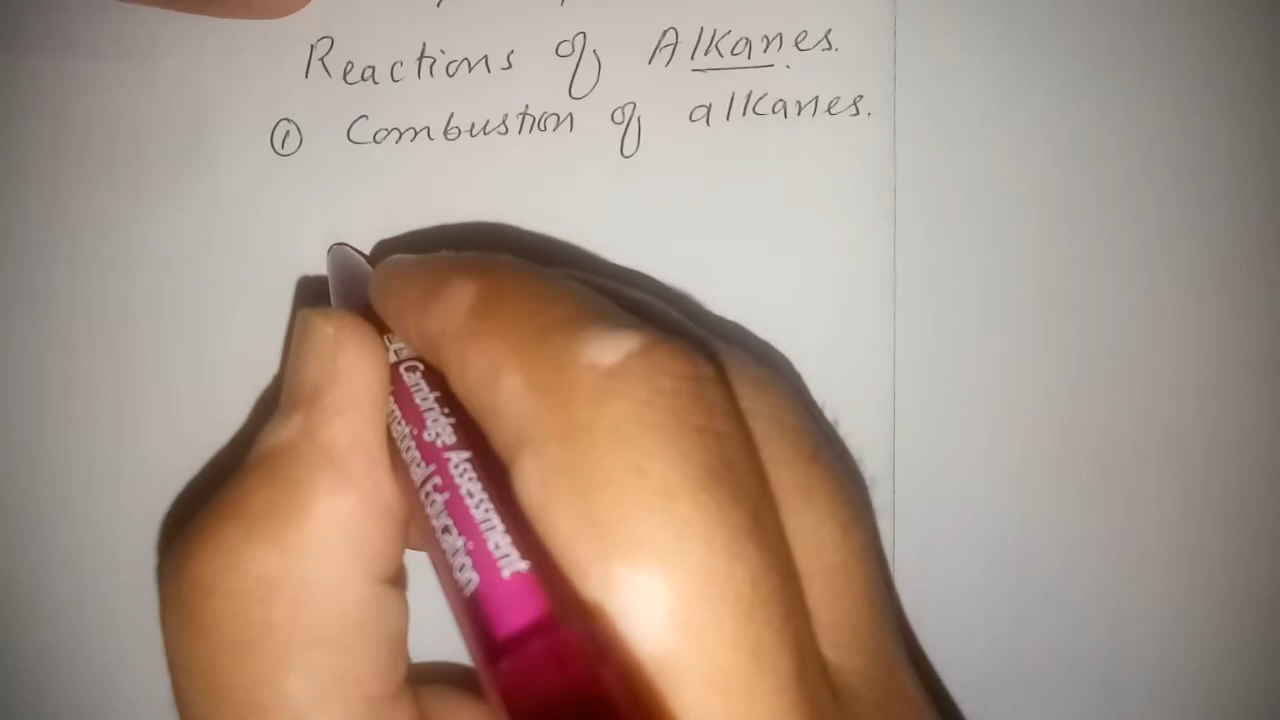 Reactions of Alkanes.
① Combustion of alkanes.
Cambridge Assessment
International Education